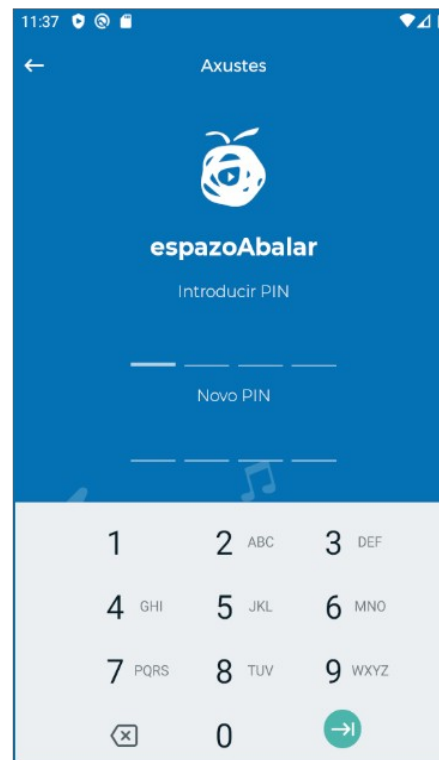 11:37
Axustes
espazoAbalar
Introducir PIN
Novo PIN
1 2 ABC 3 DEF
4 GHI 5 JKL 6 MNO
7 PQRS 8 TUV 9 WXYZ
0